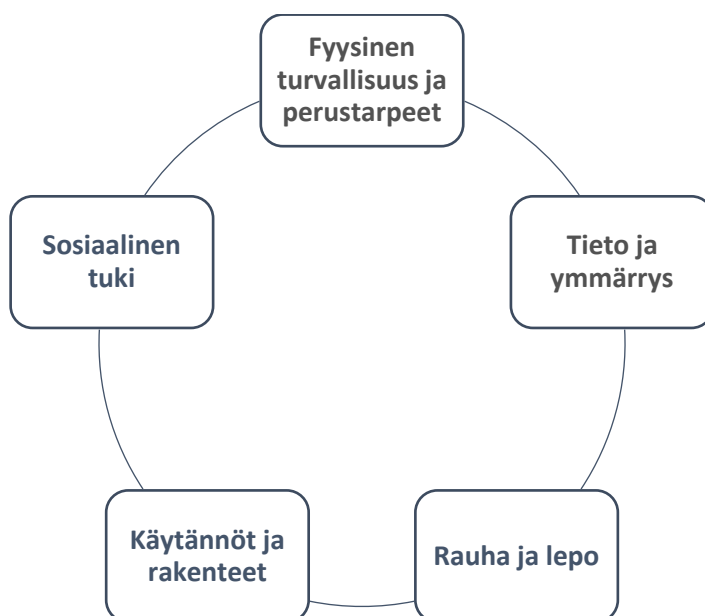 Fyysinen
turvallisuus ja
perustarpeet
Tieto ja
ymmärrys
Rauha ja lepo
Käytännöt ja
rakenteet
Sosiaalinen
tuki